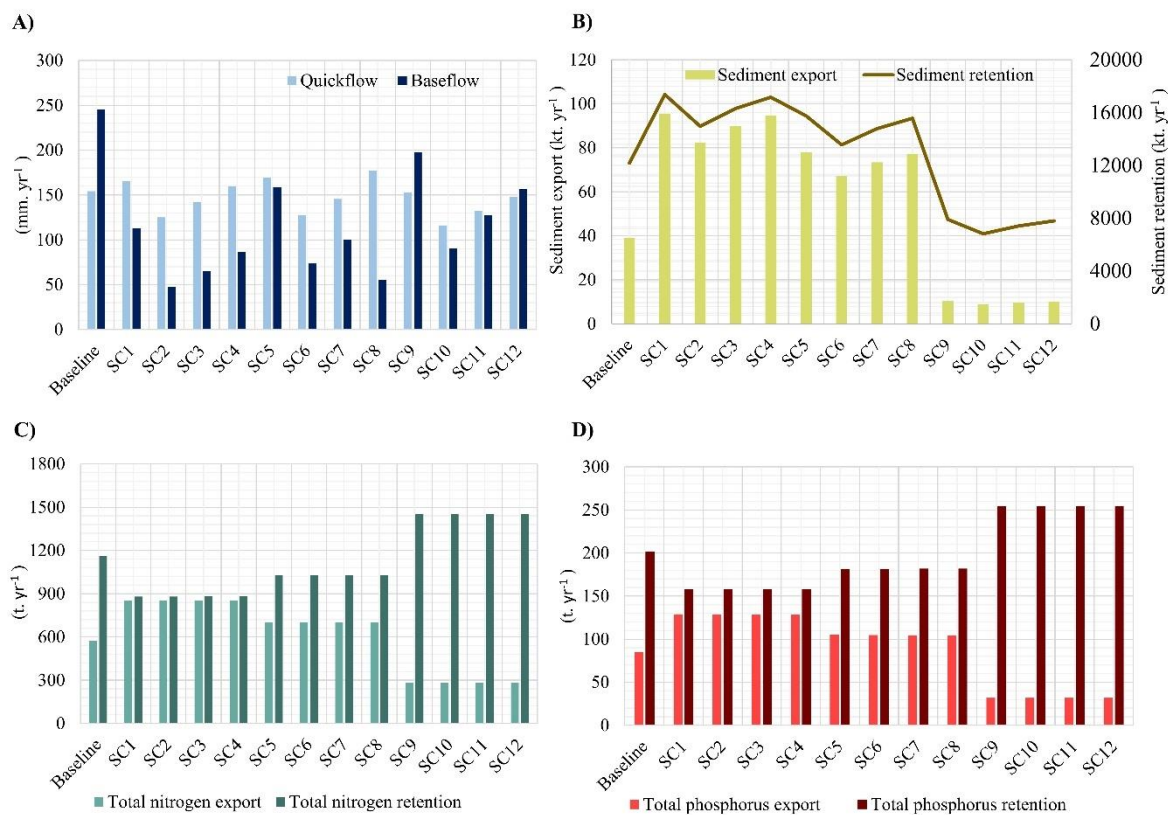 A)
300
250
200
150
100
50
0
(mm. yr-1)
Quickflow
Baseflow
Baseline
SC1
SC2
SC3
SC4
SC5
SC6
SC7
SC8
SC9
SC10
SC11
SC12
B)
120
100
80
60
40
20
0
Sediment export (kt. yr-1)
Sediment export
Sediment retention
20000
16000
12000
8000
4000
0
Sediment retention (kt. yr-1)
Baseline
SC1
SC2
SC3
SC4
SC5
SC6
SC7
SC8
SC9
SC10
SC11
SC12
C)
1800
1500
1200
900
600
300
0
(t. yr-1)
Baseline
SC1
SC2
SC3
SC4
SC5
SC6
SC7
SC8
SC9
SC10
SC11
SC12
Total nitrogen export
Total nitrogen retention
D)
300
250
200
150
100
50
0
(t. yr-1)
Baseline
SC1
SC2
SC3
SC4
SC5
SC6
SC7
SC8
SC9
SC10
SC11
SC12
Total phosphorus export
Total phosphorus retention